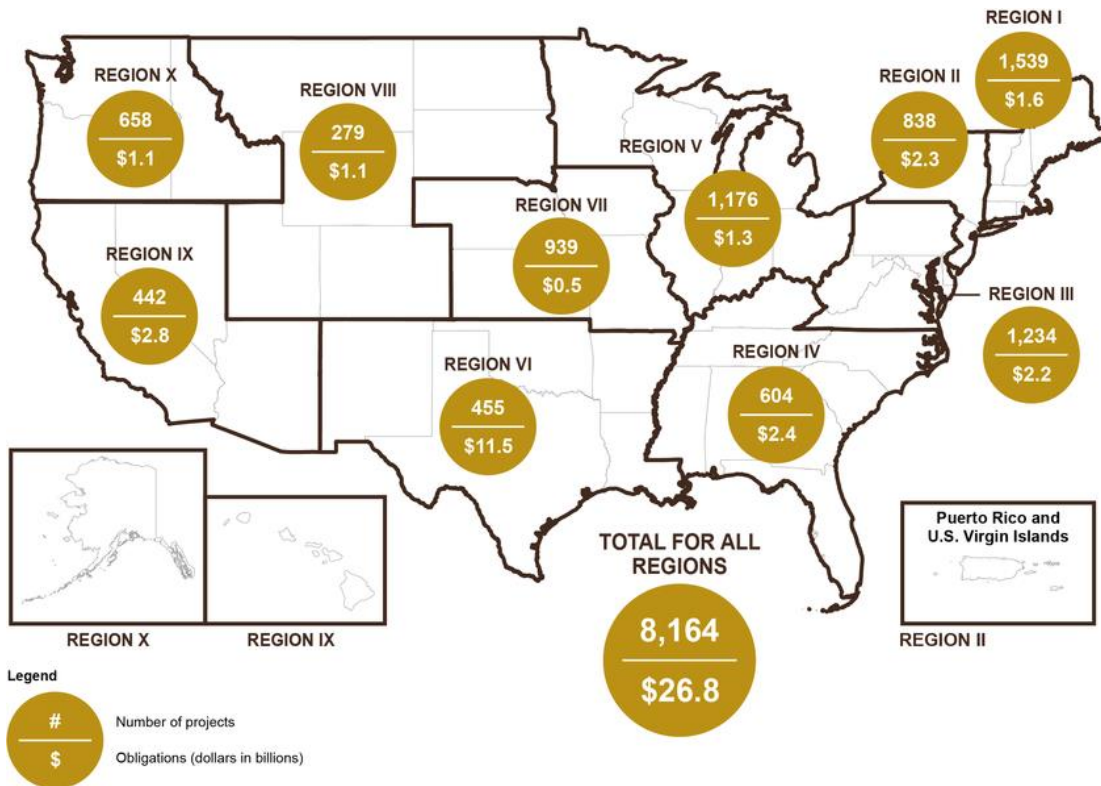 REGION I
1,539
$1.6
REGION II
838
$2.3
REGION X
658
$1.1
REGION VIII
279
$1.1
REGION V
1,176
$1.3
REGION VII
939
$0.5
REGION IX
442
$2.8
REGION III
1,234
$2.2
REGION VI
455
$11.5
REGION IV
604
$2.4
TOTAL FOR ALL
REGIONS
8,164
$26.8
Puerto Rico and
U.S. Virgin Islands
REGION X
REGION IX
REGION II
Legend
#
Number of projects
$
Obligations (dollars in billions)